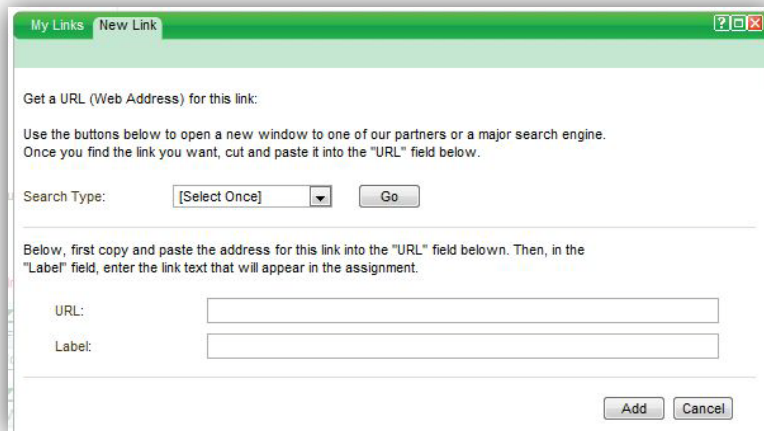 My Links New Link ?
Get a URL (Web Address) for this link:
Use the buttons below to open a new window to one of our partners or a major search engine.
Once you find the link you want, cut and paste it into the "URL" field below.
Search Type: [Select Once] Go
Below, first copy and paste the address for this link into the "URL" field belown. Then, in the
"Label" field, enter the link text that will appear in the assignment.
URL:
Label:
Add Cancel